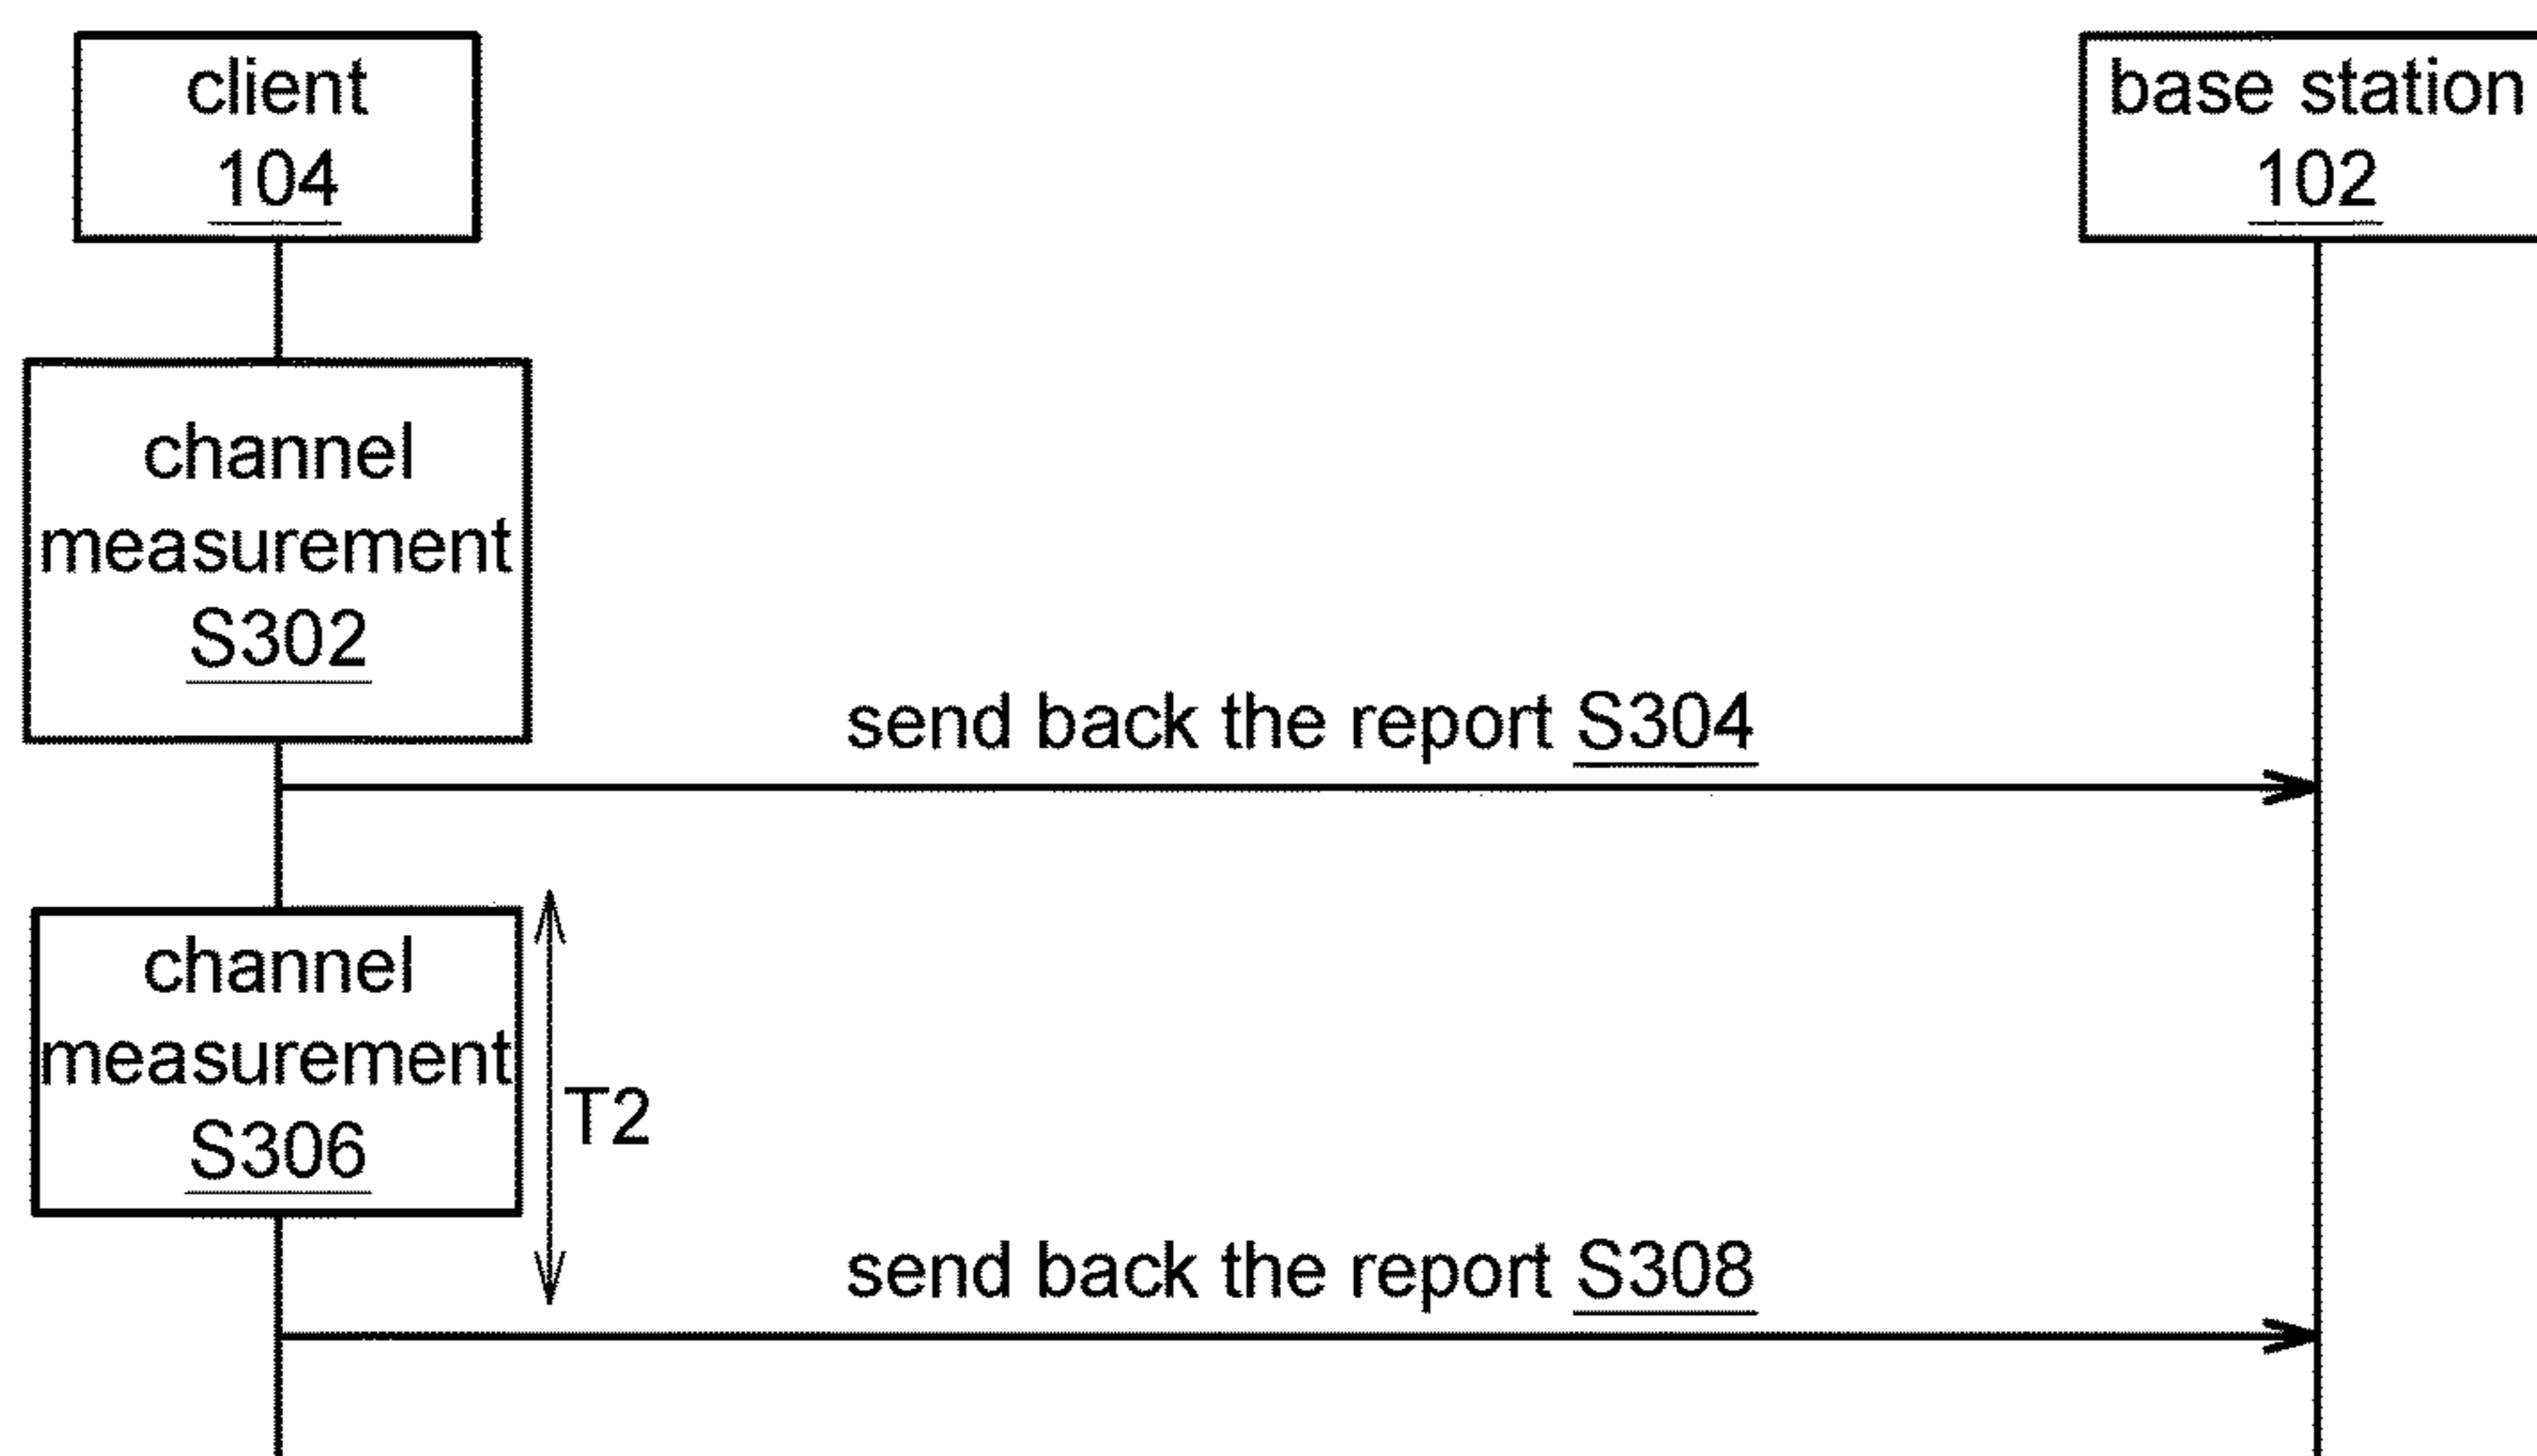 client
104
base station
102
channel
measurement
S302
send back the report S304
channel
measurement
S306
T2
send back the report S308